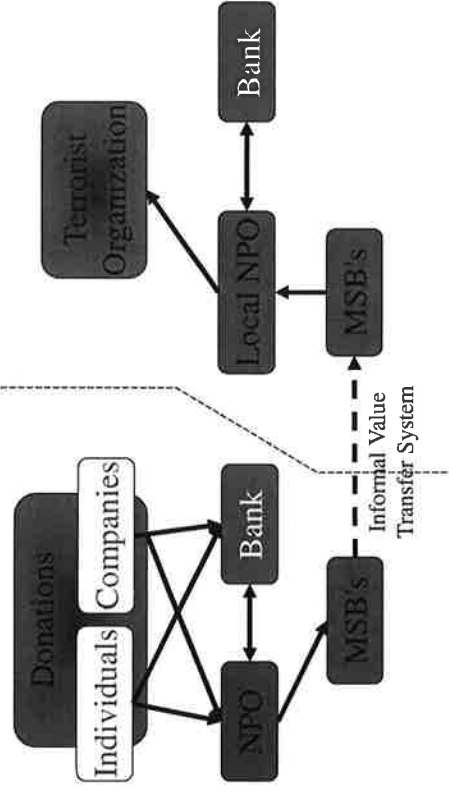 Donations
Individuals
Companies
NPO
Bank
MSB's
Informal Value
Transfer System
Terrorist
Organization
Local NPO
Bank
MSB's